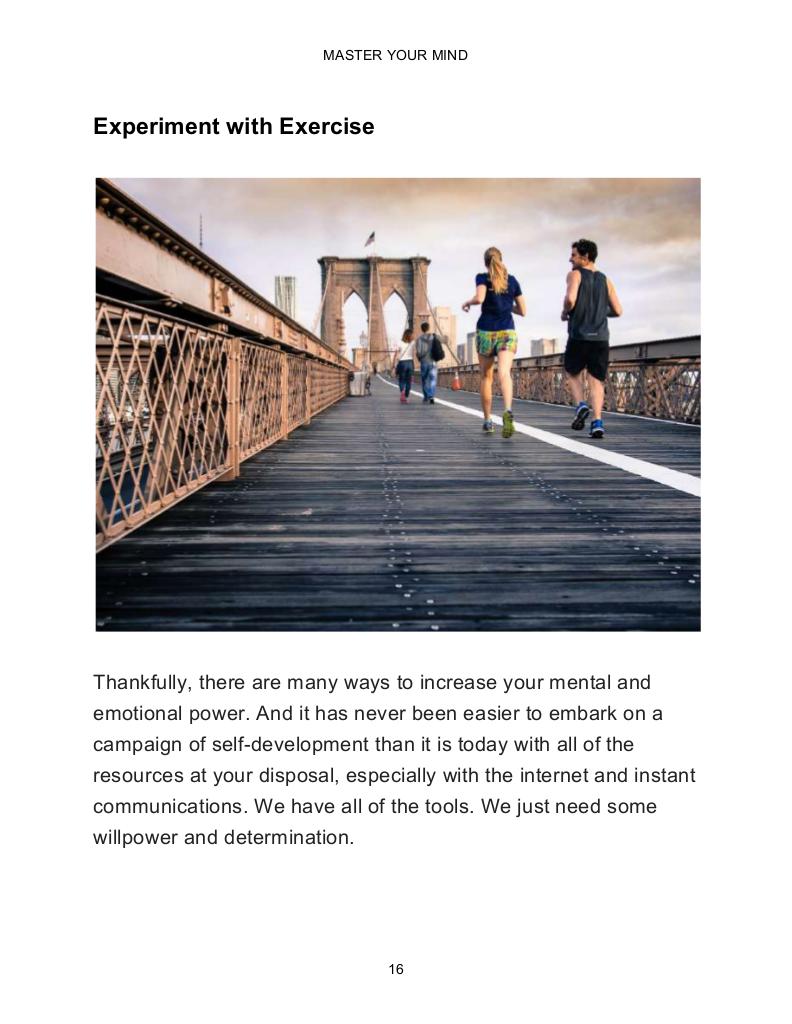 MASTER YOUR MIND
Experiment with Exercise
Thankfully, there are many ways to increase your mental and
emotional power. And it has never been easier to embark on a
campaign of self-development than it is today with all of the
resources at your disposal, especially with the internet and instant
communications. We have all of the tools. We just need some
willpower and determination.
16